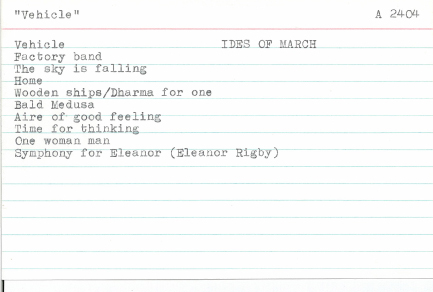 "Vehicle" A 2404
Vehicle IDES OF MARCH
Factory band
The sky is falling
Home
Wooden ships/Dharma for one
Bald Medusa
Aire of good feeling
Time for thinking
One woman man
Symphony for Eleanor (Eleanor Rigby)